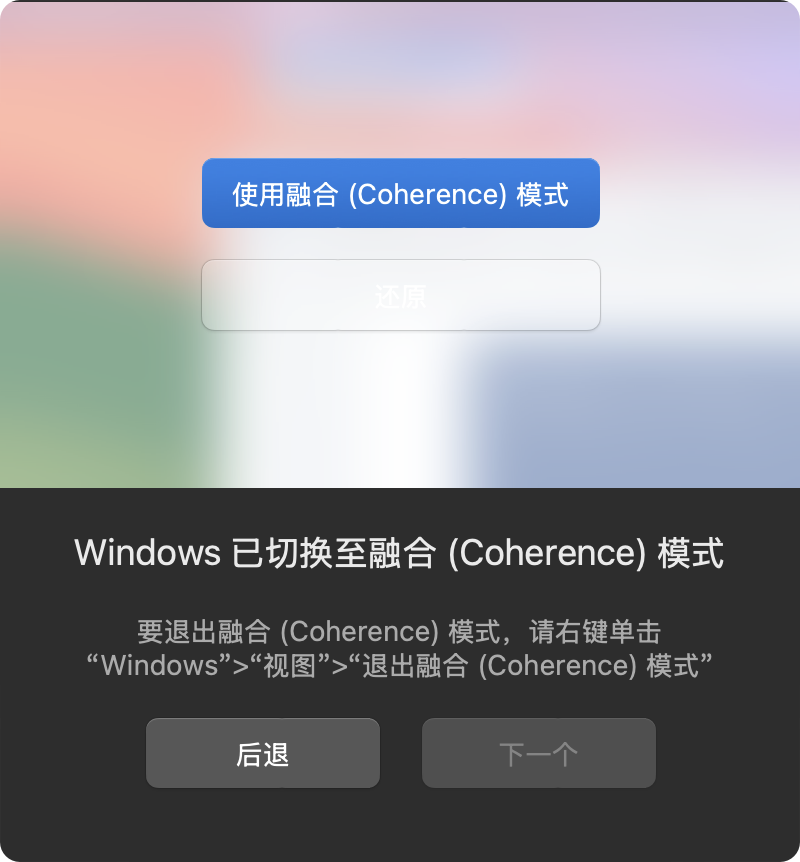 使用融合 (Coherence) 模式
还原
Windows 已切换至融合 (Coherence) 模式
要退出融合 (Coherence) 模式，请右键单击
“Windows”>“视图”>“退出融合 (Coherence) 模式”
后退
下一个